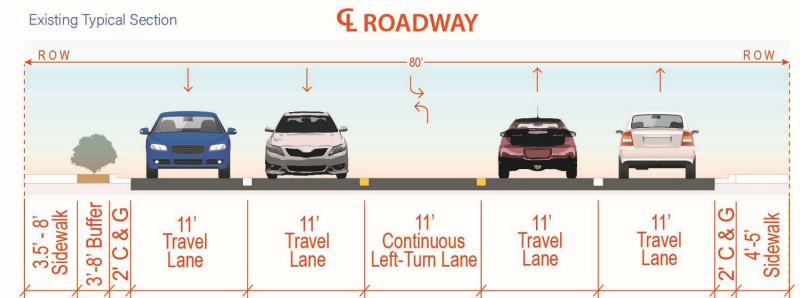 Existing Typical Section
℄ ROADWAY
ROW
ROW
80'
3.5' - 8'
Sidewalk
3'-8' Buffer
2' C & G
11'
Travel
Lane
11'
Travel
Lane
11'
Continuous
Left-Turn Lane
11'
Travel
Lane
11'
Travel
Lane
2' C & G
4'-5'
Sidewalk